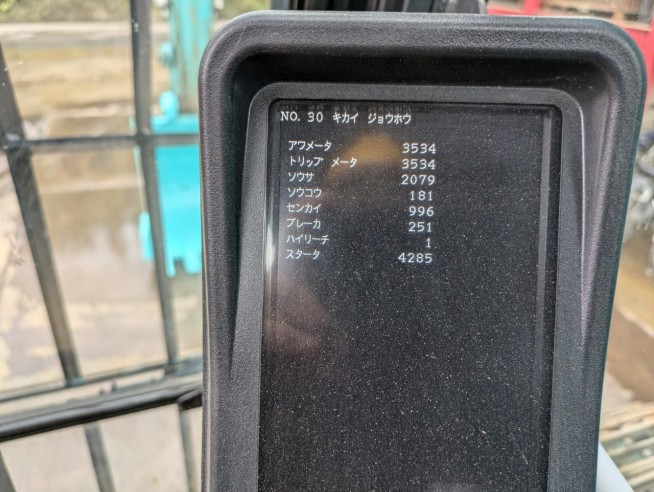 NO. 30 キカイ ジョウホウ
アワメータ 3534
トリップ メータ 3534
ソウサ 2079
ソウコウ 181
センカイ 996
ブレーカ 251
ハイリーチ 1
スタータ 4285